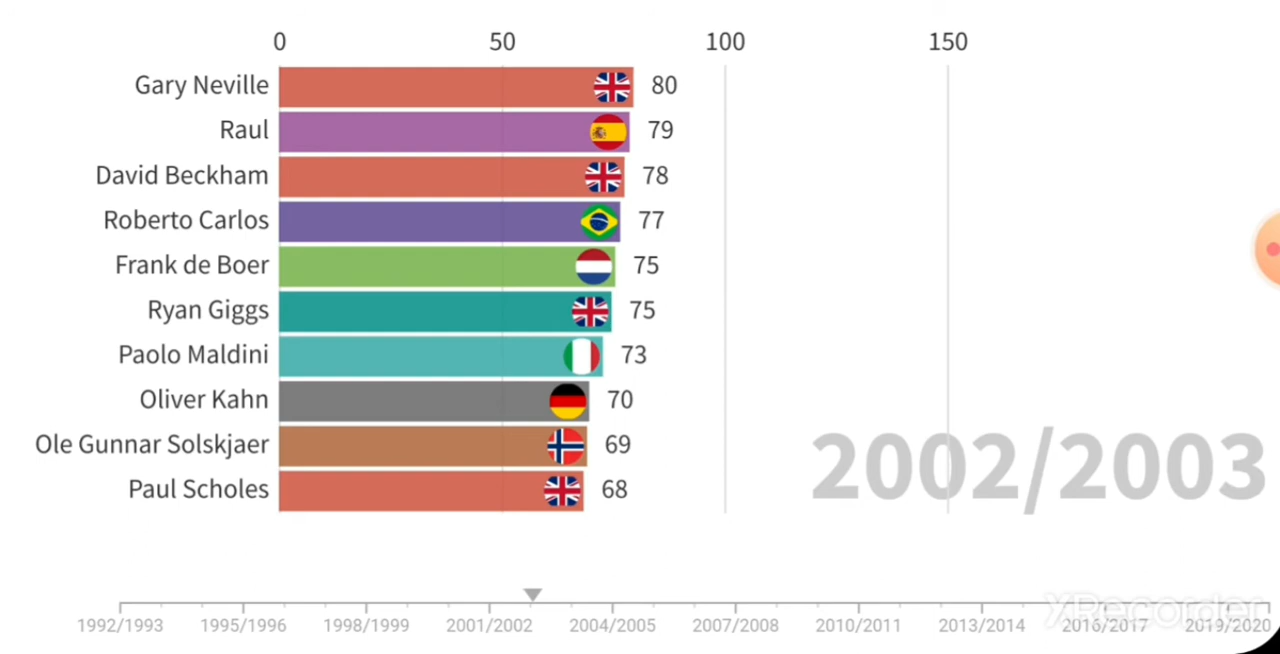 0 50 100 150
Gary Neville 80
Raul 79
David Beckham 78
Roberto Carlos 77
Frank de Boer 75
Ryan Giggs 75
Paolo Maldini 73
Oliver Kahn 70
Ole Gunnar Solskjaer 69
Paul Scholes 68
2002/2003
1992/1993 1995/1996 1998/1999 2001/2002 2004/2005 2007/2008 2010/2011 2013/2014 2016/2017 2019/2020
XRecorder